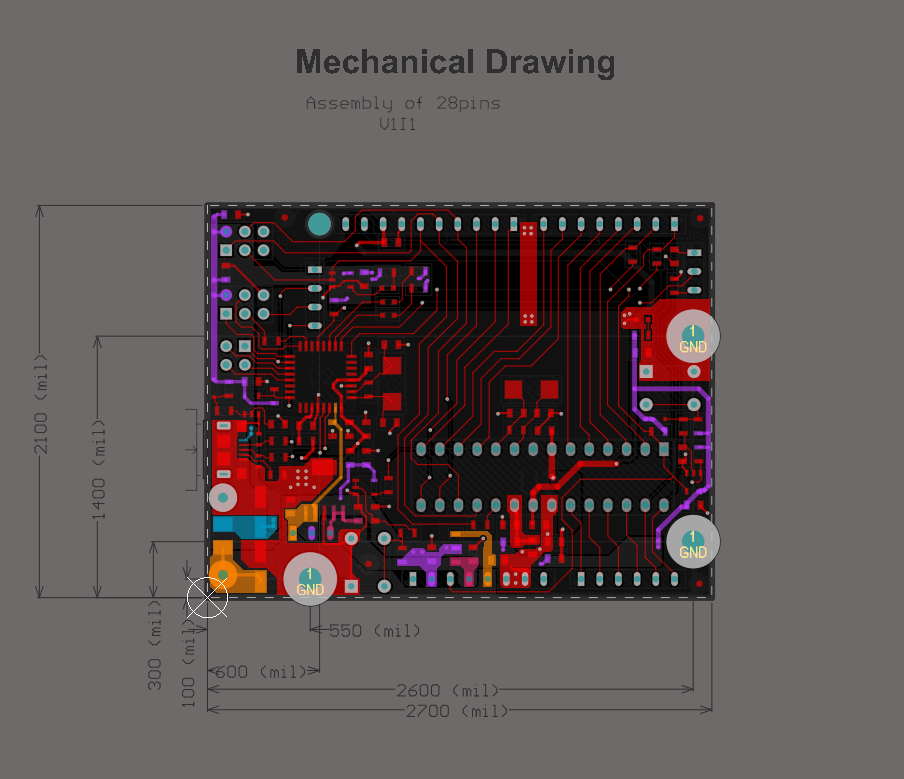 Mechanical Drawing
Assembly of 28pins
V1I1
1
GND
1
GND
1
GND
2100 (mil)
1400 (mil)
300 (mil)
100 (mil)
550 (mil)
600 (mil)
2600 (mil)
2700 (mil)